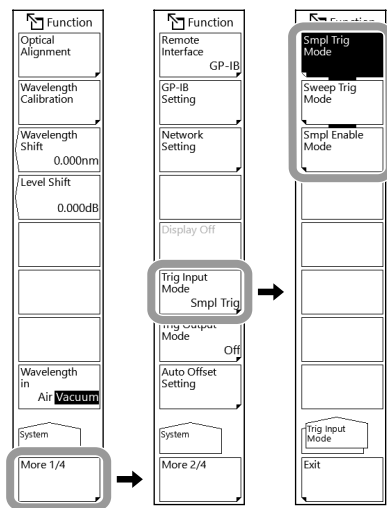 Function
Optical
Alignment
Wavelength
Calibration
Wavelength
Shift
0.000nm
Level Shift
0.000dB
Wavelength
in
Air Vacuum
System
More 1/4
Function
Remote
Interface
GP-IB
GP-IB
Setting
Network
Setting
Display Off
Trig Input
Mode
Smpl Trig
Trig Output
Mode
Off
Auto Offset
Setting
System
More 2/4
Function
Smpl Trig
Mode
Sweep Trig
Mode
Smpl Enable
Mode
Trig Input
Mode
Exit